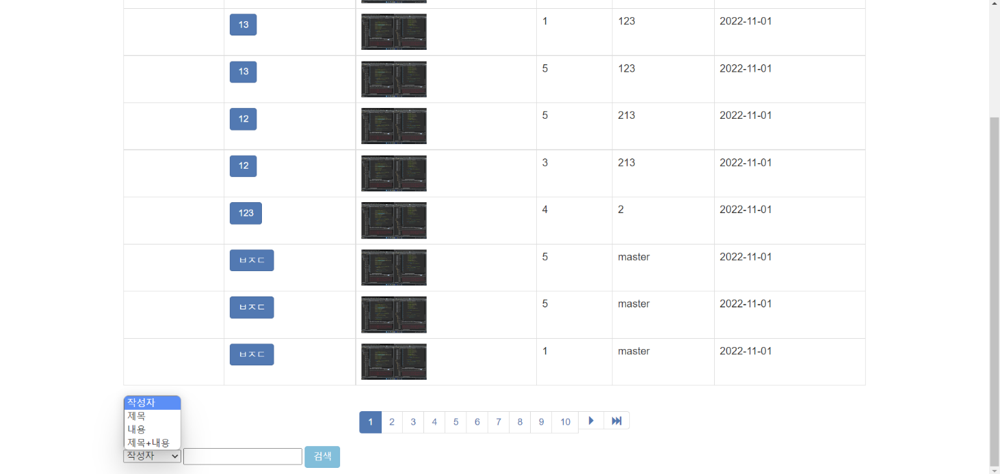 13 1 123 2022-11-01
13 5 123 2022-11-01
12 5 213 2022-11-01
12 3 213 2022-11-01
123 4 2 2022-11-01
ㅂㅈㄷ 5 master 2022-11-01
ㅂㅈㄷ 5 master 2022-11-01
ㅂㅈㄷ 1 master 2022-11-01
작성자
제목
내용
제목+내용
1 2 3 4 5 6 7 8 9 10
작성자 검색